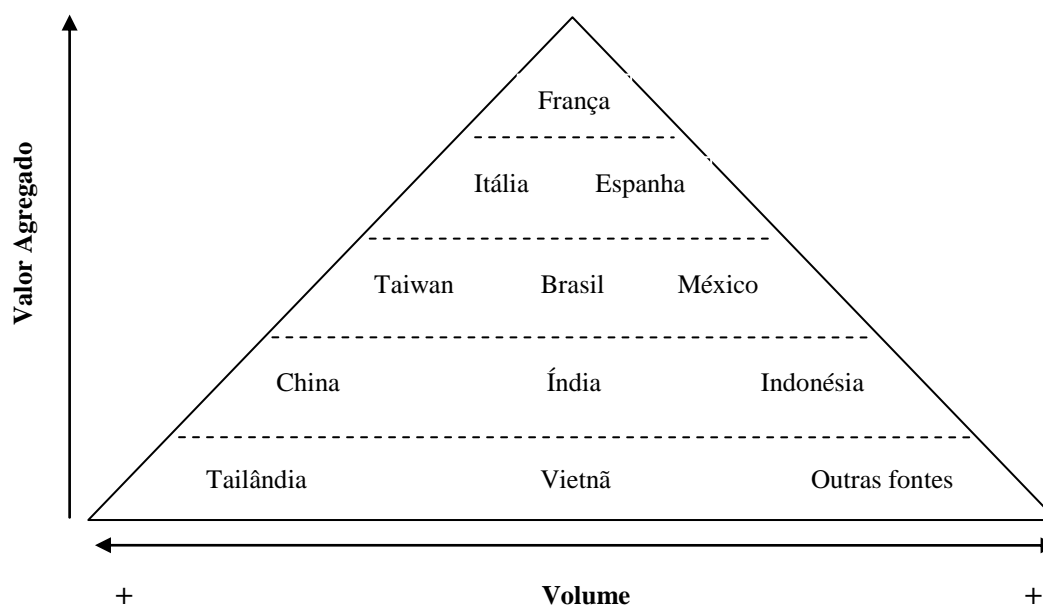 França
Itália Espanha
Taiwan Brasil México
China Índia Indonésia
Tailândia Vietnã Outras fontes
Valor Agregado
+ Volume +